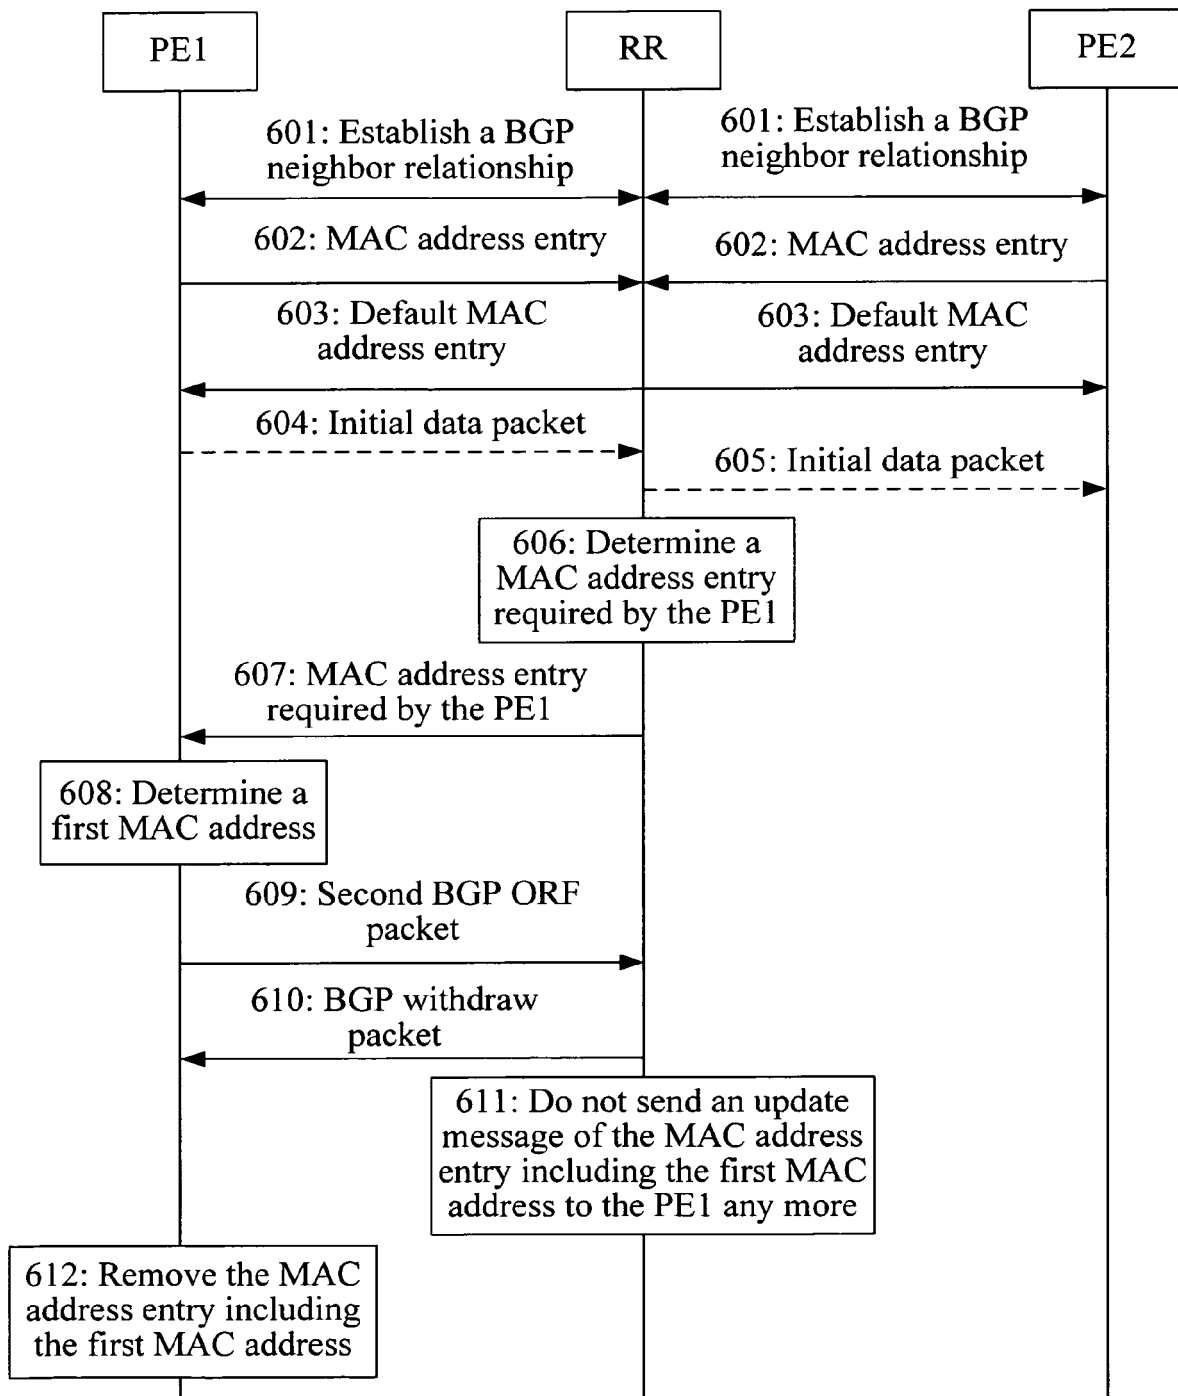 PE1
RR
PE2
601: Establish a BGP
neighbor relationship
601: Establish a BGP
neighbor relationship
602: MAC address entry
602: MAC address entry
603: Default MAC
address entry
603: Default MAC
address entry
604: Initial data packet
605: Initial data packet
606: Determine a
MAC address entry
required by the PE1
607: MAC address entry
required by the PE1
608: Determine a
first MAC address
609: Second BGP ORF
packet
610: BGP withdraw
packet
611: Do not send an update
message of the MAC address
entry including the first MAC
address to the PE1 any more
612: Remove the MAC
address entry including
the first MAC address